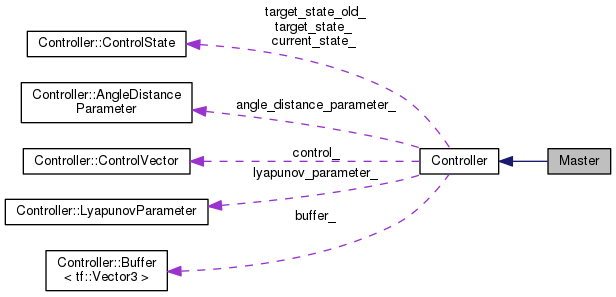 target_state_old_
target_state_
current_state_
Controller::ControlState
Controller::AngleDistance
Parameter
angle_distance_parameter_
Controller::ControlVector
control_
Controller
Master
lyapunov_parameter_
Controller::LyapunovParameter
buffer_
Controller::Buffer
< tf::Vector3 >